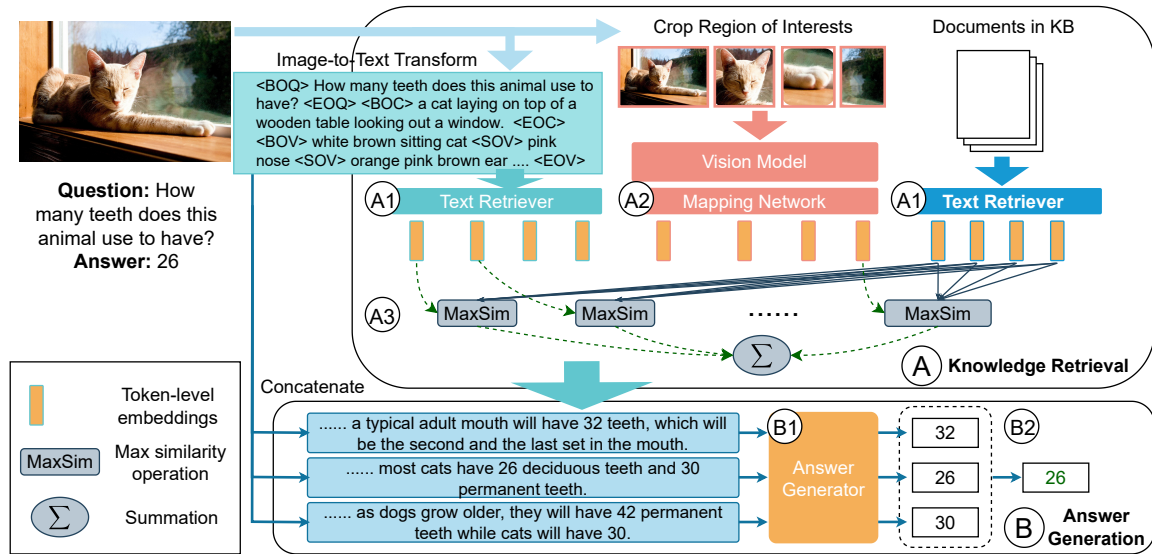 Crop Region of Interests
Documents in KB
Image-to-Text Transform
<BOQ> How many teeth does this animal use to
have? <EOQ> <BOC> a cat laying on top of a
wooden table looking out a window. <EOC>
<BOV> white brown sitting cat <SOV> pink
nose <SOV> orange pink brown ear .... <EOV>
Question: How
many teeth does this
animal use to have?
Answer: 26
Vision Model
A1
Text Retriever
A2
Mapping Network
A1
Text Retriever
A3
MaxSim
MaxSim
......
MaxSim
Σ
A
Knowledge Retrieval
Token-level
embeddings
MaxSim
Max similarity
operation
Σ
Summation
Concatenate
...... a typical adult mouth will have 32 teeth, which will
be the second and the last set in the mouth.
...... most cats have 26 deciduous teeth and 30
permanent teeth.
...... as dogs grow older, they will have 42 permanent
teeth while cats will have 30.
B1
Answer
Generator
32
26
30
B2
26
B
Answer
Generation